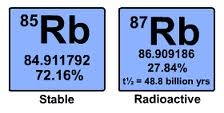 85Rb
84.911792
72.16%
Stable
87Rb
86.909186
27.84%
t½ = 48.8 billion yrs
Radioactive